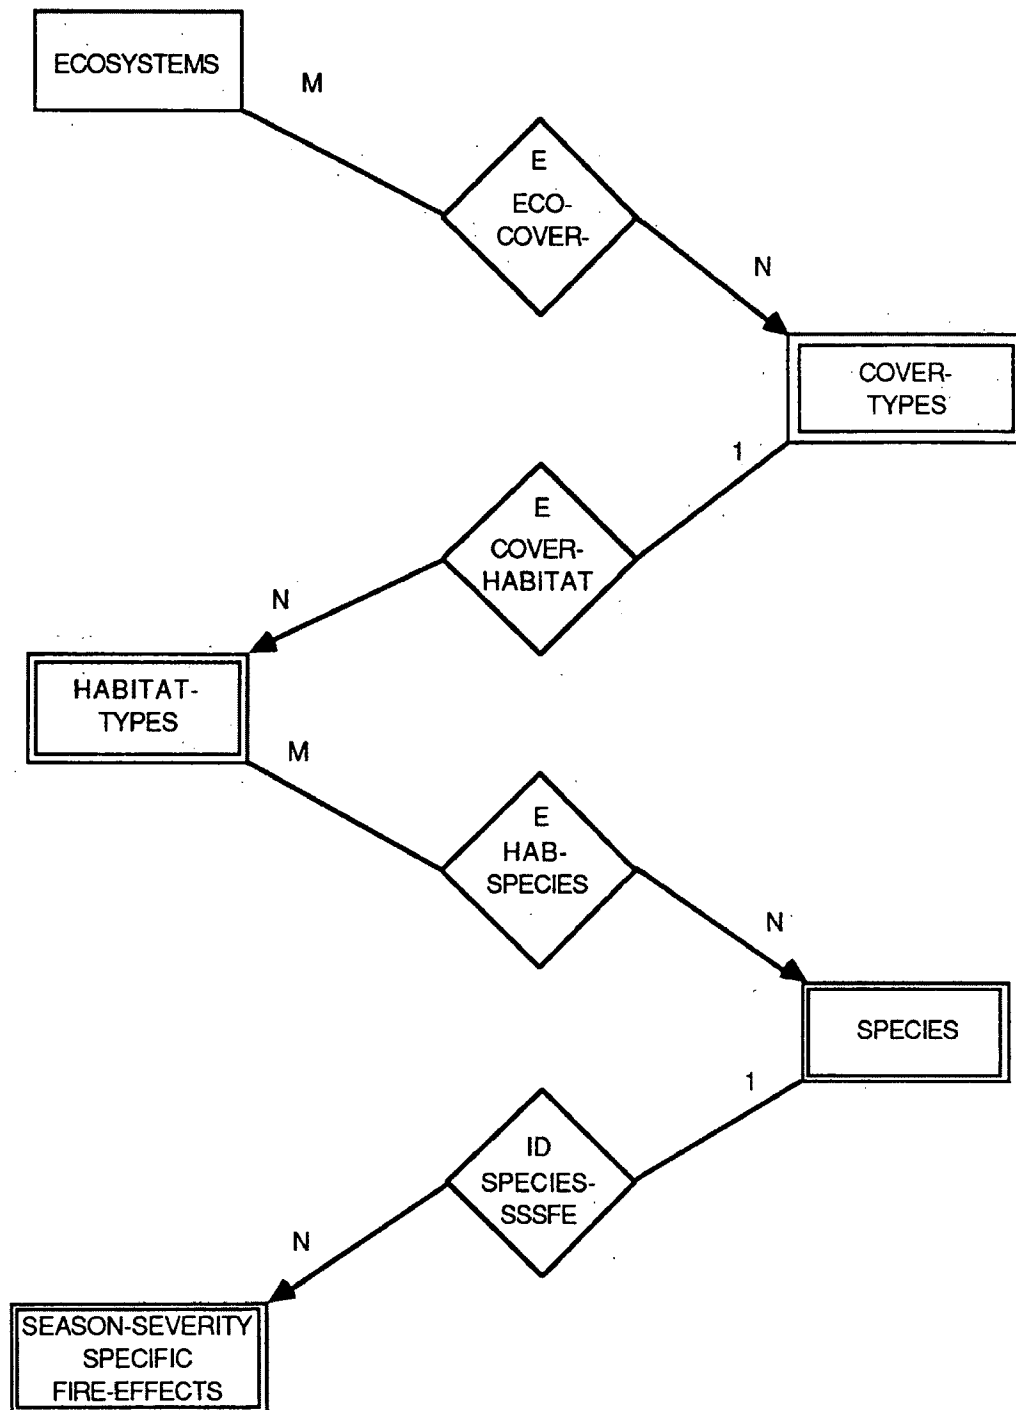 ECOSYSTEMS
M
E
ECO-
COVER-
N
COVER-
TYPES
1
E
COVER-
HABITAT
N
HABITAT-
TYPES
M
E
HAB-
SPECIES
N
SPECIES
1
ID
SPECIES-
SSSFE
N
SEASON-SEVERITY
SPECIFIC
FIRE-EFFECTS